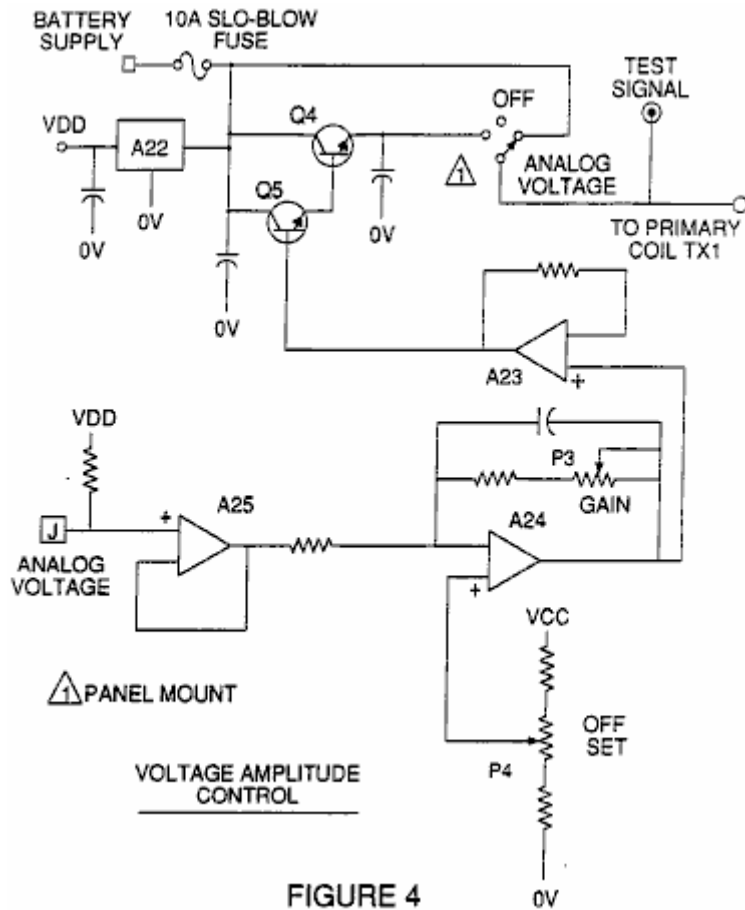 BATTERY
SUPPLY
10A SLO-BLOW
FUSE
TEST
SIGNAL
OFF
Q4
VDD
A22
1
ANALOG
VOLTAGE
Q5
0V
0V
0V
TO PRIMARY
COIL TX1
0V
A23
+
VDD
P3
GAIN
A25
A24
+
J
ANALOG
VOLTAGE
+
VCC
1 PANEL MOUNT
OFF
SET
P4
VOLTAGE AMPLITUDE
CONTROL
0V
FIGURE 4